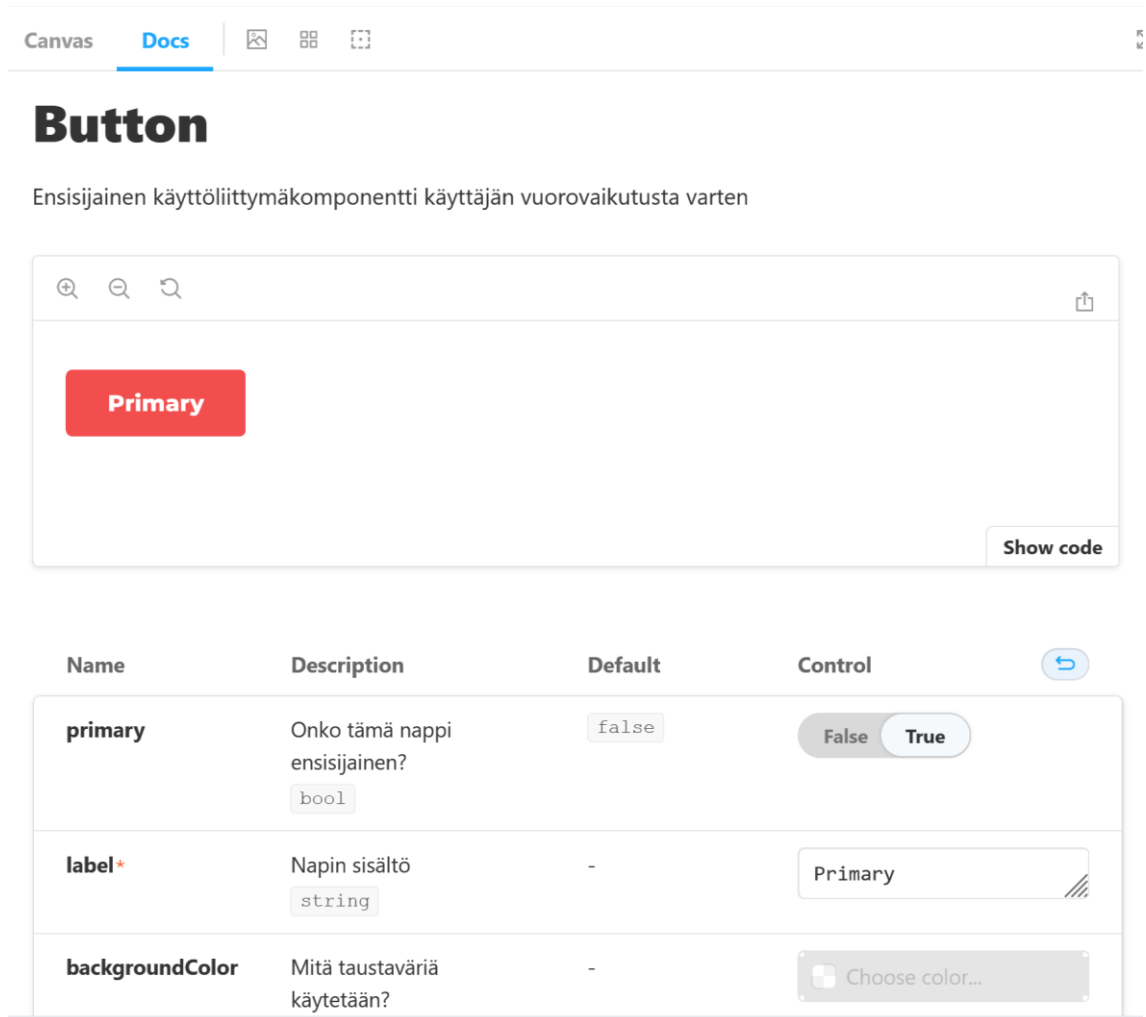 Canvas Docs
Button
Ensisijainen käyttöliittymäkomponentti käyttäjän vuorovaikutusta varten
Primary
Show code
Name Description Default Control
primary Onko tämä nappi false False True
ensisijainen?
bool
label* Napin sisältö - Primary
string
backgroundColor Mitä taustaväriä - Choose color...
käytetään?